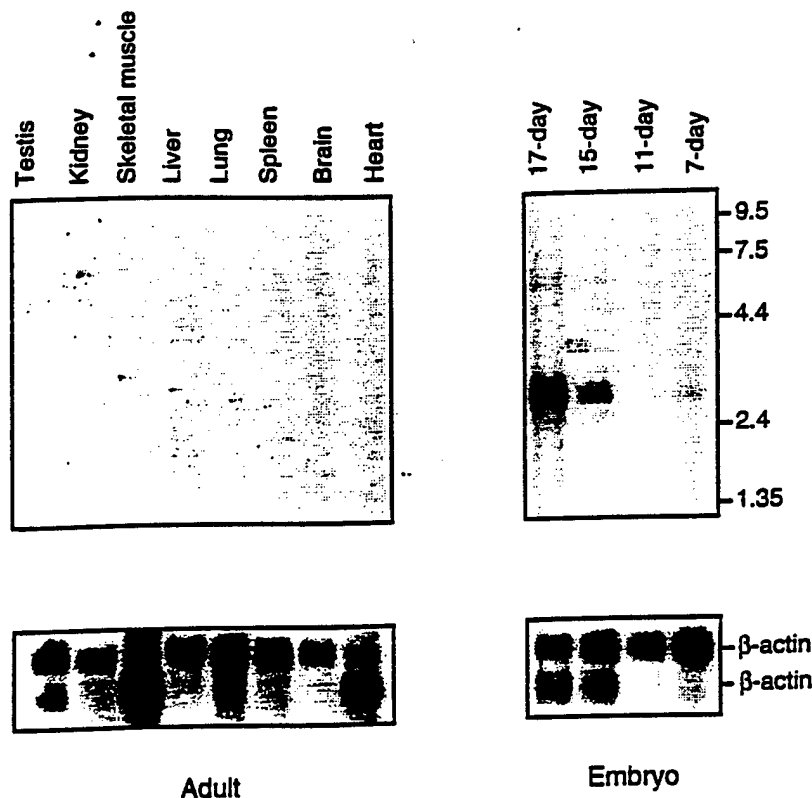 Testis
Kidney
Skeletal muscle
Liver
Lung
Spleen
Brain
Heart
17-day
15-day
11-day
7-day
9.5
7.5
4.4
2.4
1.35
β-actin
β-actin
Adult
Embryo